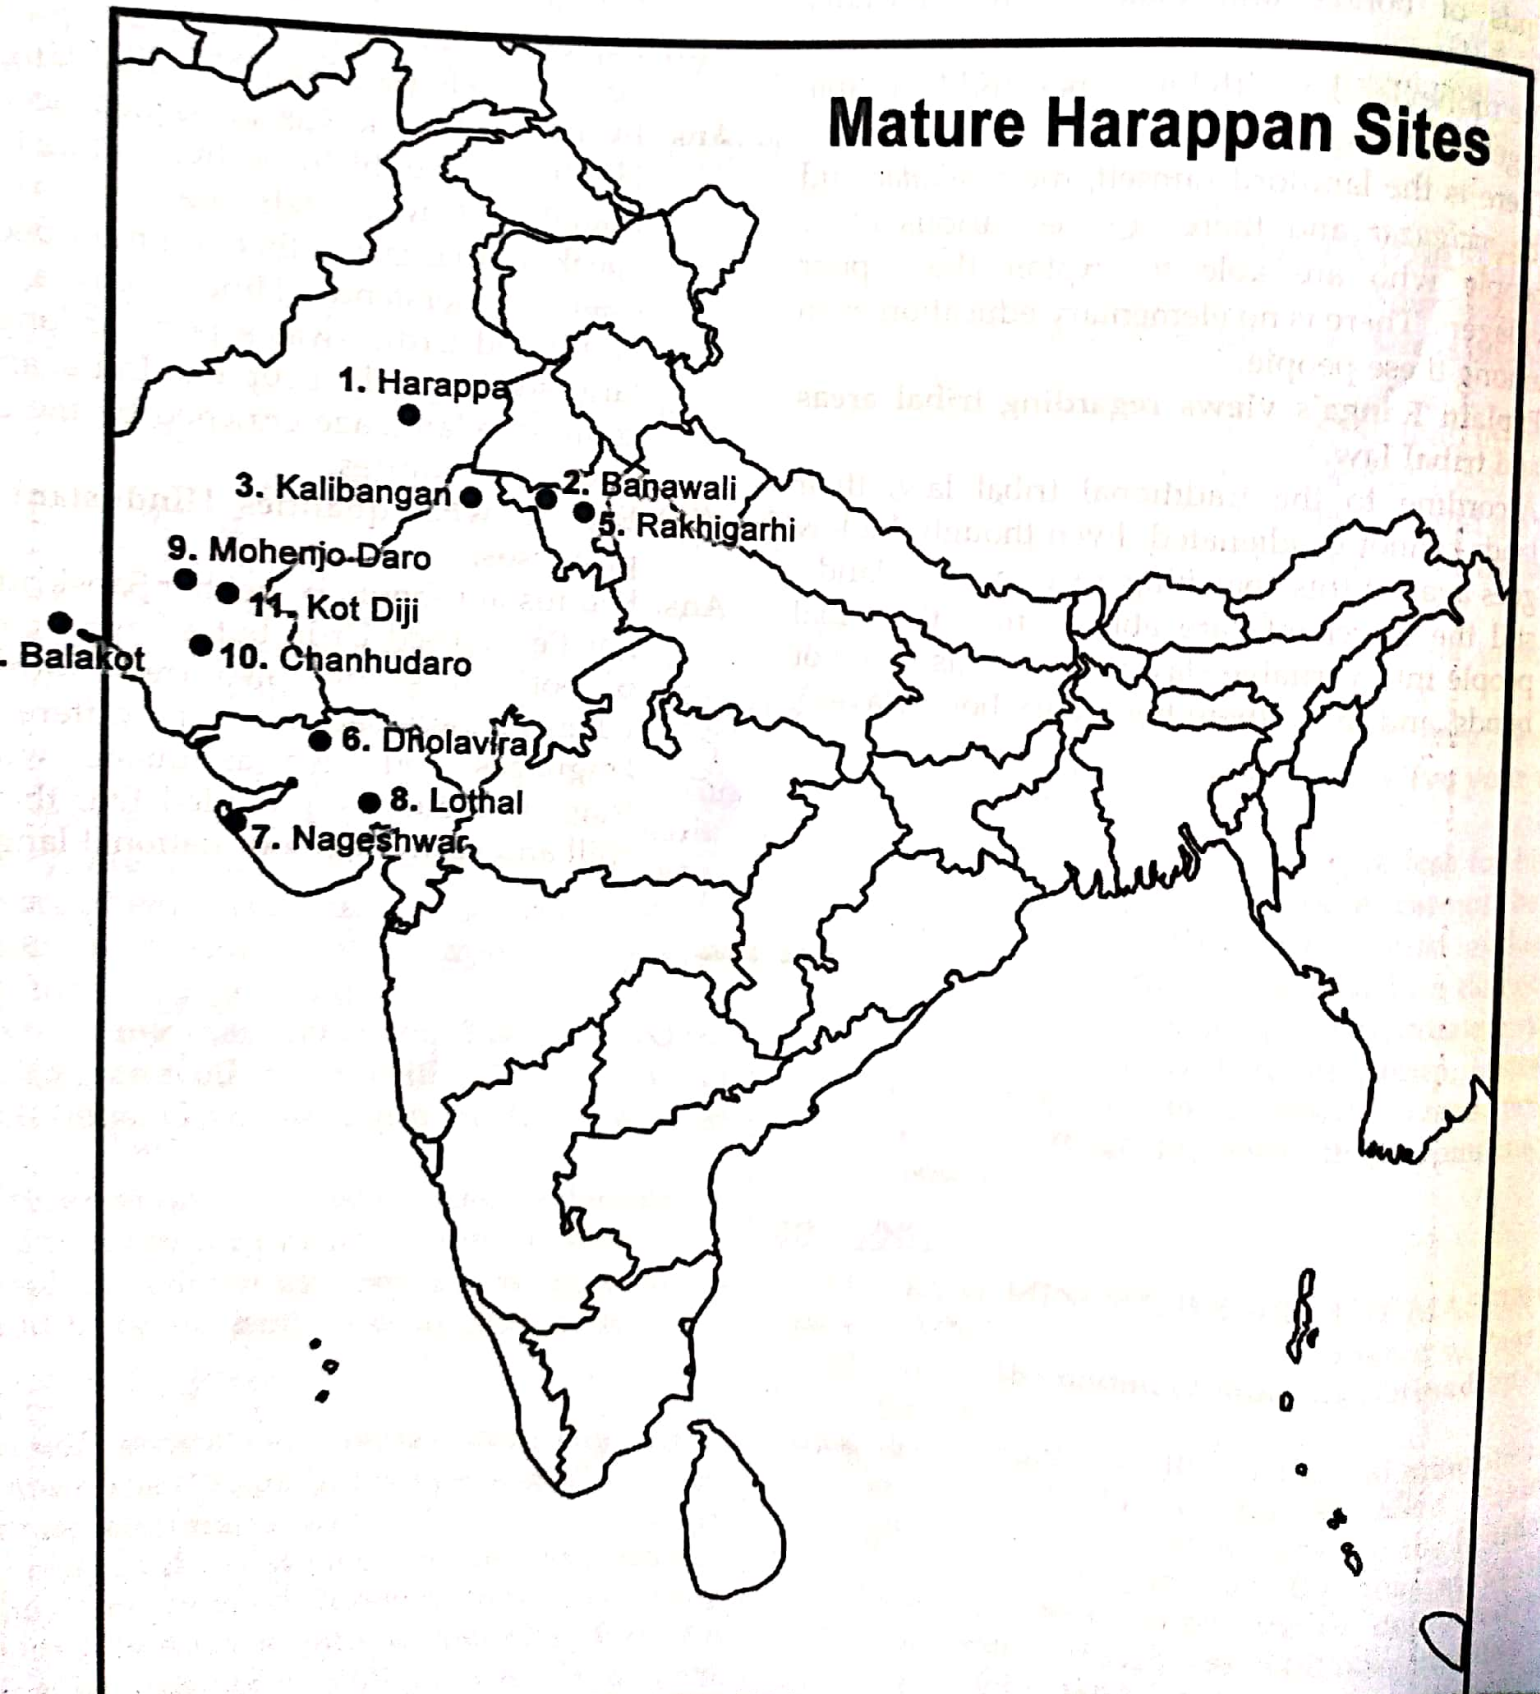 Mature Harappan Sites
1. Harappa
3. Kalibangan
2. Banawali
5. Rakhigarhi
9. Mohenjo-Daro
11. Kot Diji
. Balakot
10. Chanhudaro
6. Dholavira
8. Lothal
7. Nageshwar